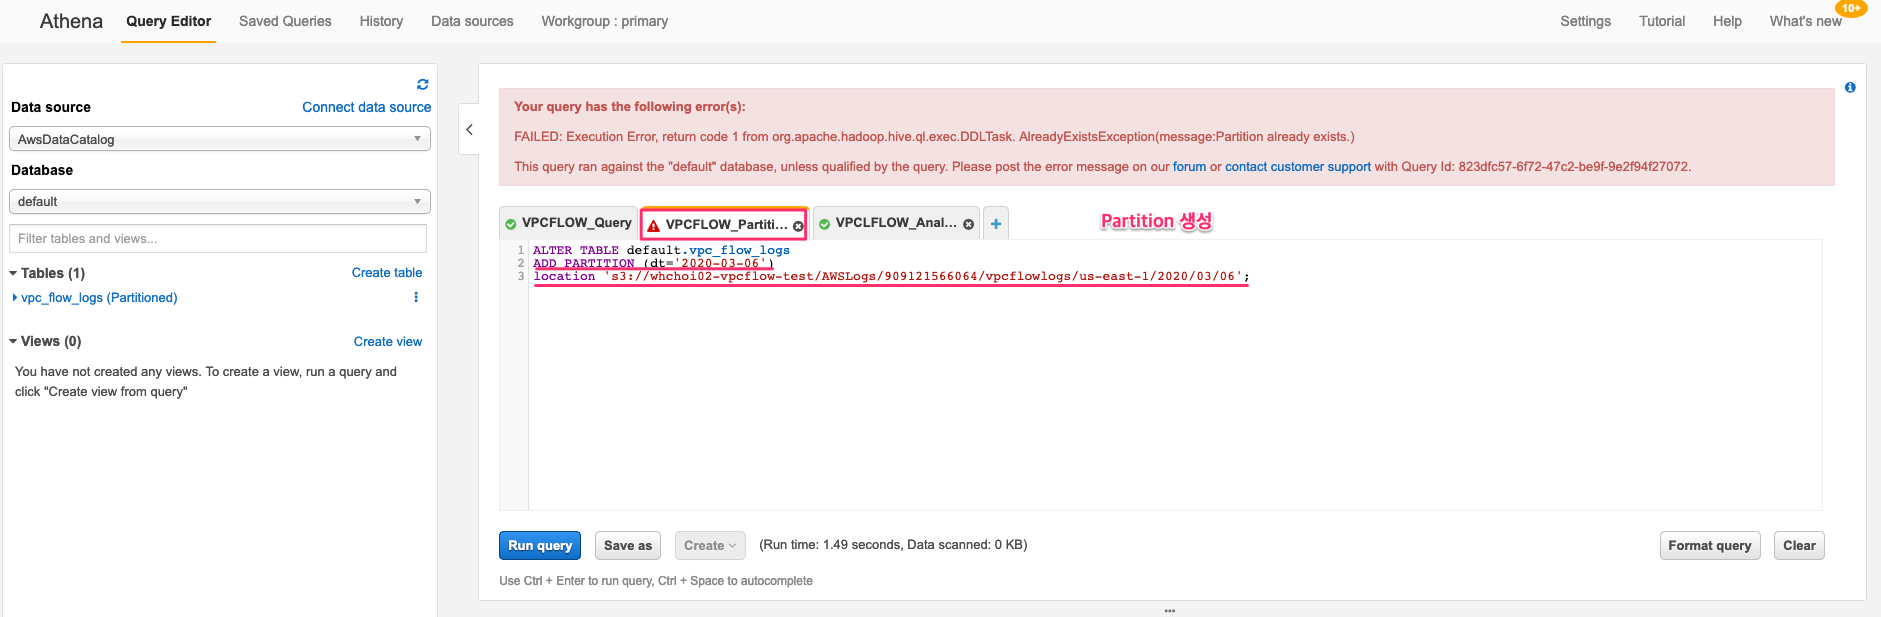 Athena Query Editor Saved Queries History Data sources Workgroup : primary Settings Tutorial Help What's new 10+
Data source Connect data source
AwsDataCatalog
Database
default
Filter tables and views...
Tables (1) Create table
vpc_flow_logs (Partitioned)
Views (0) Create view
You have not created any views. To create a view, run a query and
click "Create view from query"
Your query has the following error(s):
FAILED: Execution Error, return code 1 from org.apache.hadoop.hive.ql.exec.DDLTask. AlreadyExistsException(message:Partition already exists.)
This query ran against the "default" database, unless qualified by the query. Please post the error message on our forum or contact customer support with Query Id: 823dfc57-6f72-47c2-be9f-9e2f94f27072.
VPCFLOW_Query VPCFLOW_Partiti... VPCLFLOW_Anal... Partition 생성
1 ALTER TABLE default.vpc_flow_logs
2 ADD PARTITION (dt='2020-03-06')
3 location 's3://whchoi02-vpcflow-test/AWSLogs/909121566064/vpcflowlogs/us-east-1/2020/03/06';
Run query Save as Create (Run time: 1.49 seconds, Data scanned: 0 KB) Format query Clear
Use Ctrl + Enter to run query, Ctrl + Space to autocomplete